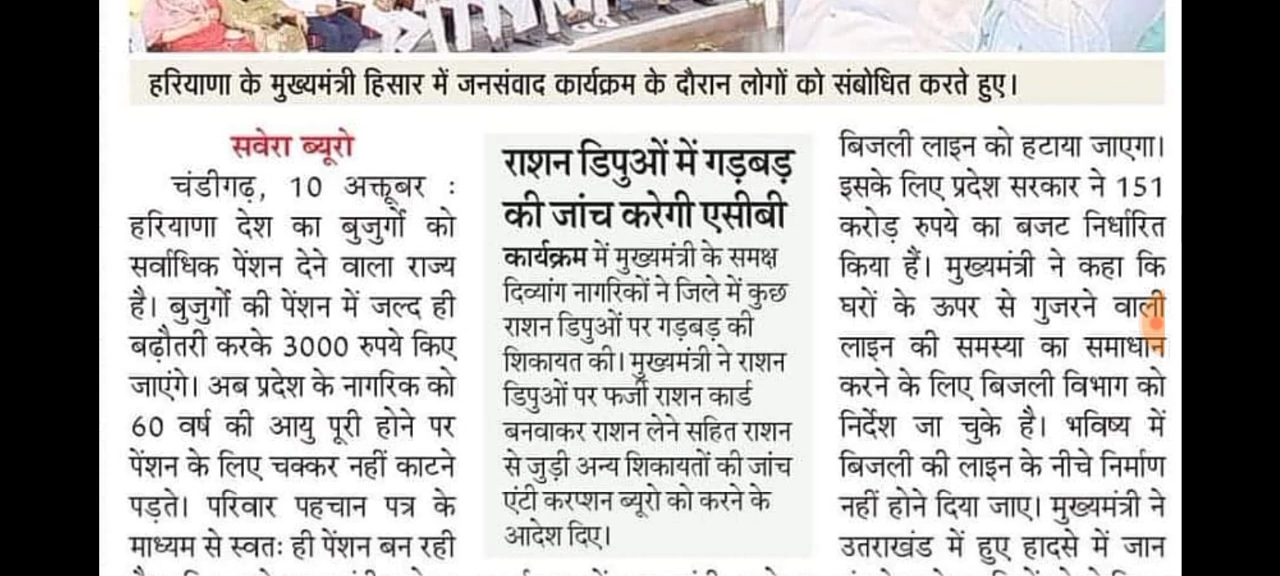 हरियाणा के मुख्यमंत्री हिसार में जनसंवाद कार्यक्रम के दौरान लोगों को संबोधित करते हुए।
सवेरा ब्यूरो
चंडीगढ़, 10 अक्तूबर :
हरियाणा देश का बुजुर्गो को
सर्वाधिक पेंशन देने वाला राज्य
है। बुजुर्गो की पेंशन में जल्द ही
बढ़ौतरी करके 3000 रुपये किए
जाएंगे। अब प्रदेश के नागरिक को
60 वर्ष की आयु पूरी होने पर
पेंशन के लिए चक्कर नहीं काटने
पड़ते। परिवार पहचान पत्र के
माध्यम से स्वतः ही पेंशन बन रही
राशन डिपुओं में गड़बड़
की जांच करेगी एसीबी
कार्यक्रम में मुख्यमंत्री के समक्ष
दिव्यांग नागरिकों ने जिले में कुछ
राशन डिपुओं पर गड़बड़ की
शिकायत की। मुख्यमंत्री ने राशन
डिपुओं पर फर्जी राशन कार्ड
बनवाकर राशन लेने सहित राशन
से जुड़ी अन्य शिकायतों की जांच
एंटी करप्शन ब्यूरो को करने के
आदेश दिए।
बिजली लाइन को हटाया जाएगा।
इसके लिए प्रदेश सरकार ने 151
करोड़ रुपये का बजट निर्धारित
किया हैं। मुख्यमंत्री ने कहा कि
घरों के ऊपर से गुजरने वाली
लाइन की समस्या का समाधान
करने के लिए बिजली विभाग को
निर्देश जा चुके है। भविष्य में
बिजली की लाइन के नीचे निर्माण
नहीं होने दिया जाए। मुख्यमंत्री ने
उतराखंड में हुए हादसे में जान